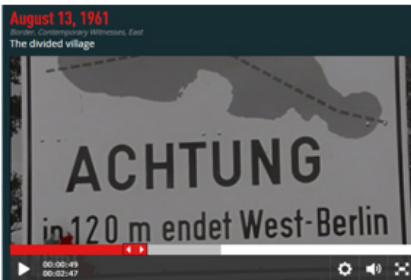 August 13, 1961
Border, Contemporary Witnesses, East
The divided village
ACHTUNG
in 120 m endet West-Berlin
00:00:49
00:02:47